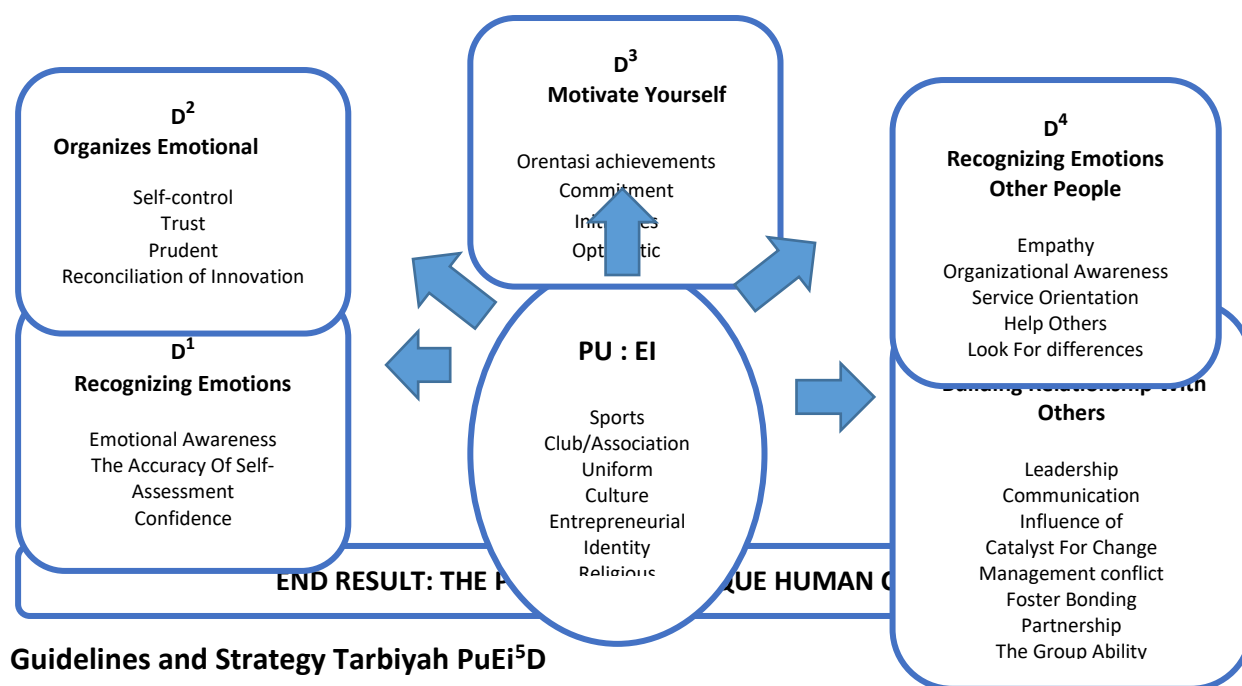 D2
Organizes Emotional
Self-control
Trust
Prudent
Reconciliation of Innovation
D1
Recognizing Emotions
Emotional Awareness
The Accuracy Of Self-
Assessment
Confidence
D3
Motivate Yourself
Orentasi achievements
Commitment
PU : EI
Sports
Club/Association
Uniform
Culture
Entrepreneurial
Identity
Religious
D4
Recognizing Emotions
Other People
Empathy
Organizational Awareness
Service Orientation
Help Others
Look For differences
Building Relationship With
Others
Leadership
Communication
Influence of
Catalyst For Change
Management conflict
Foster Bonding
Partnership
The Group Ability
END RESULT: THE HUMAN
Guidelines and Strategy Tarbiyah PuEi5D